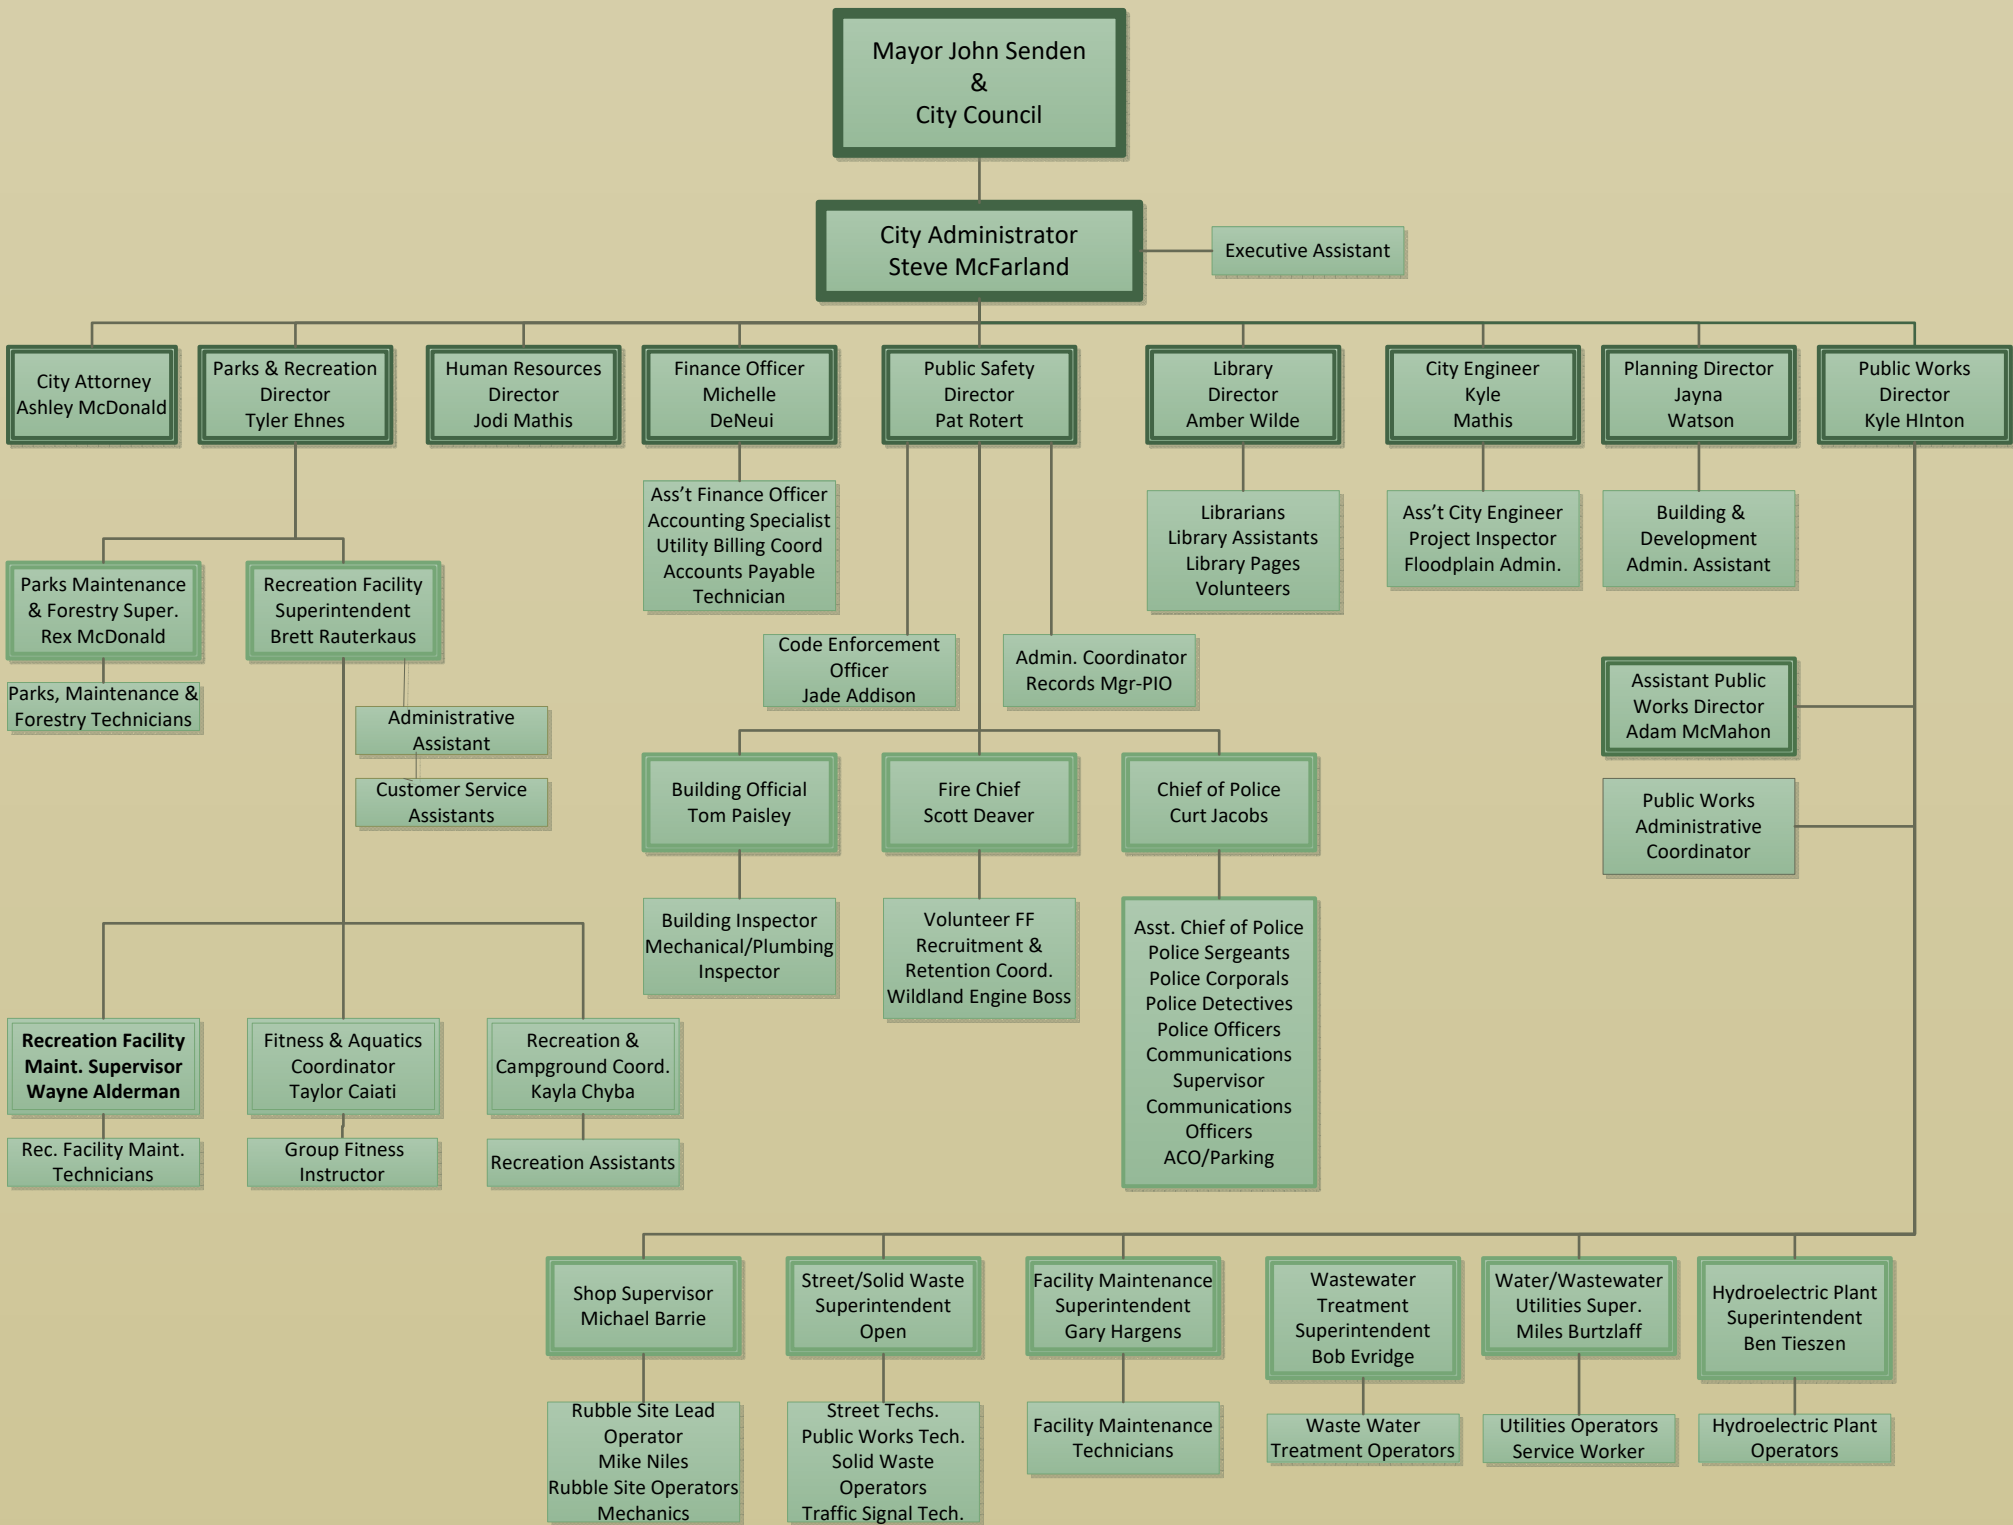 Mayor John Senden
&
City Council
City Administrator
Steve McFarland
Executive Assistant
City Attorney
Ashley McDonald
Parks & Recreation
Director
Tyler Ehnes
Human Resources
Director
Jodi Mathis
Finance Officer
Michelle
DeNeui
Public Safety
Director
Pat Rotert
Library
Director
Amber Wilde
City Engineer
Kyle
Mathis
Planning Director
Jayna
Watson
Public Works
Director
Kyle HInton
Ass't Finance Officer
Accounting Specialist
Utility Billing Coord
Accounts Payable
Technician
Librarians
Library Assistants
Library Pages
Volunteers
Ass't City Engineer
Project Inspector
Floodplain Admin.
Building &
Development
Admin. Assistant
Parks Maintenance
& Forestry Super.
Rex McDonald
Recreation Facility
Superintendent
Brett Rauterkaus
Code Enforcement
Officer
Jade Addison
Admin. Coordinator
Records Mgr-PIO
Assistant Public
Works Director
Adam McMahon
Parks, Maintenance &
Forestry Technicians
Administrative
Assistant
Customer Service
Assistants
Building Official
Tom Paisley
Fire Chief
Scott Deaver
Chief of Police
Curt Jacobs
Public Works
Administrative
Coordinator
Building Inspector
Mechanical/Plumbing
Inspector
Volunteer FF
Recruitment &
Retention Coord.
Wildland Engine Boss
Asst. Chief of Police
Police Sergeants
Police Corporals
Police Detectives
Police Officers
Communications
Supervisor
Communications
Officers
ACO/Parking
Recreation Facility
Maint. Supervisor
Wayne Alderman
Fitness & Aquatics
Coordinator
Taylor Caiati
Recreation &
Campground Coord.
Kayla Chyba
Rec. Facility Maint.
Technicians
Group Fitness
Instructor
Recreation Assistants
Shop Supervisor
Michael Barrie
Street/Solid Waste
Superintendent
Open
Facility Maintenance
Superintendent
Gary Hargens
Wastewater
Treatment
Superintendent
Bob Evridge
Water/Wastewater
Utilities Super.
Miles Burtzlaff
Hydroelectric Plant
Superintendent
Ben Tieszen
Rubble Site Lead
Operator
Mike Niles
Rubble Site Operators
Mechanics
Street Techs.
Public Works Tech.
Solid Waste
Operators
Traffic Signal Tech.
Facility Maintenance
Technicians
Waste Water
Treatment Operators
Utilities Operators
Service Worker
Hydroelectric Plant
Operators